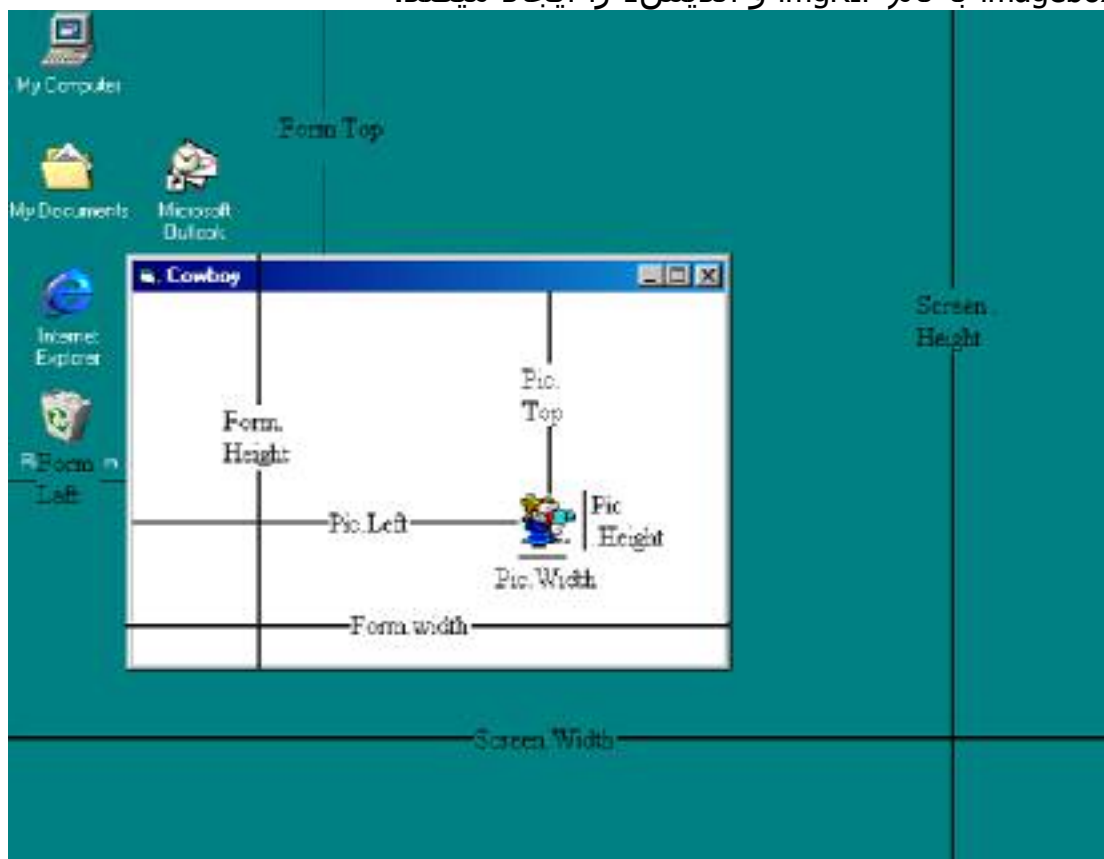 My Computer
Form.Top
My Documents
Microsoft
Outlook
Cowboy
Internet
Explorer
Screen.
Height
Pic.
Top
Form.
Height
Form.
Left
Pic.Left
Pic
.Height
Pic.Width
Form.width
Screen.Width